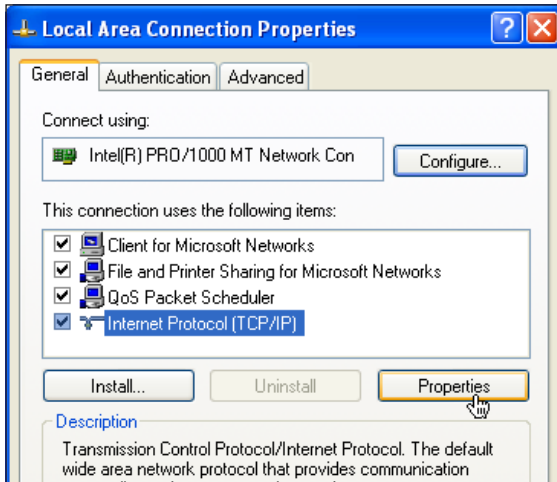 Local Area Connection Properties
General Authentication Advanced
Connect using:
Intel(R) PRO/1000 MT Network Con Configure...
This connection uses the following items:
Client for Microsoft Networks
File and Printer Sharing for Microsoft Networks
QoS Packet Scheduler
Internet Protocol (TCP/IP)
Install... Uninstall Properties
Description
Transmission Control Protocol/Internet Protocol. The default
wide area network protocol that provides communication